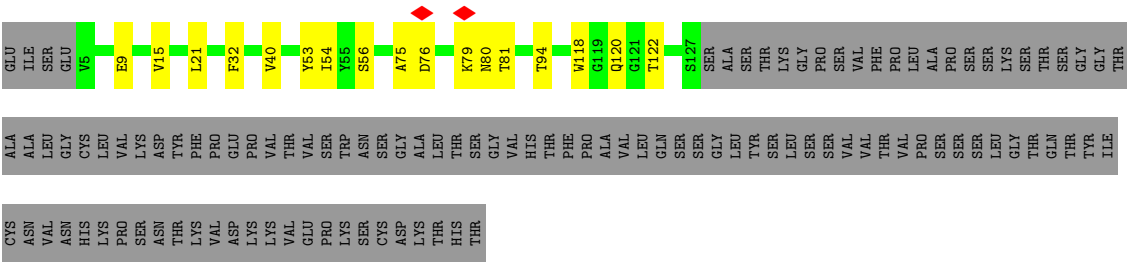 GLU ILE SER GLU V5 E9 V15 L21 F32 V40 Y53 I54 Y55 S56 A75 D76 K79 N80 T81 T94 W118 G119 Q120 G121 T122 S127 SER ALA SER THR LYS GLY PRO SER VAL PHE PRO LEU ALA PRO SER SER LYS SER THR SER GLY GLY THR
ALA ALA LEU GLY CYS LEU VAL LYS ASP TYR PHE PRO GLU PRO VAL THR VAL SER TRP ASN SER GLY ALA LEU THR SER GLY VAL HIS THR PHE PRO ALA VAL LEU GLN SER SER GLY LEU TYR SER LEU SER SER VAL VAL THR VAL PRO SER SER SER LEU GLY THR GLN THR TYR ILE
CYS ASN VAL ASN HIS LYS PRO SER ASN THR LYS VAL ASP LYS LYS VAL GLU PRO LYS SER CYS ASP LYS THR HIS THR